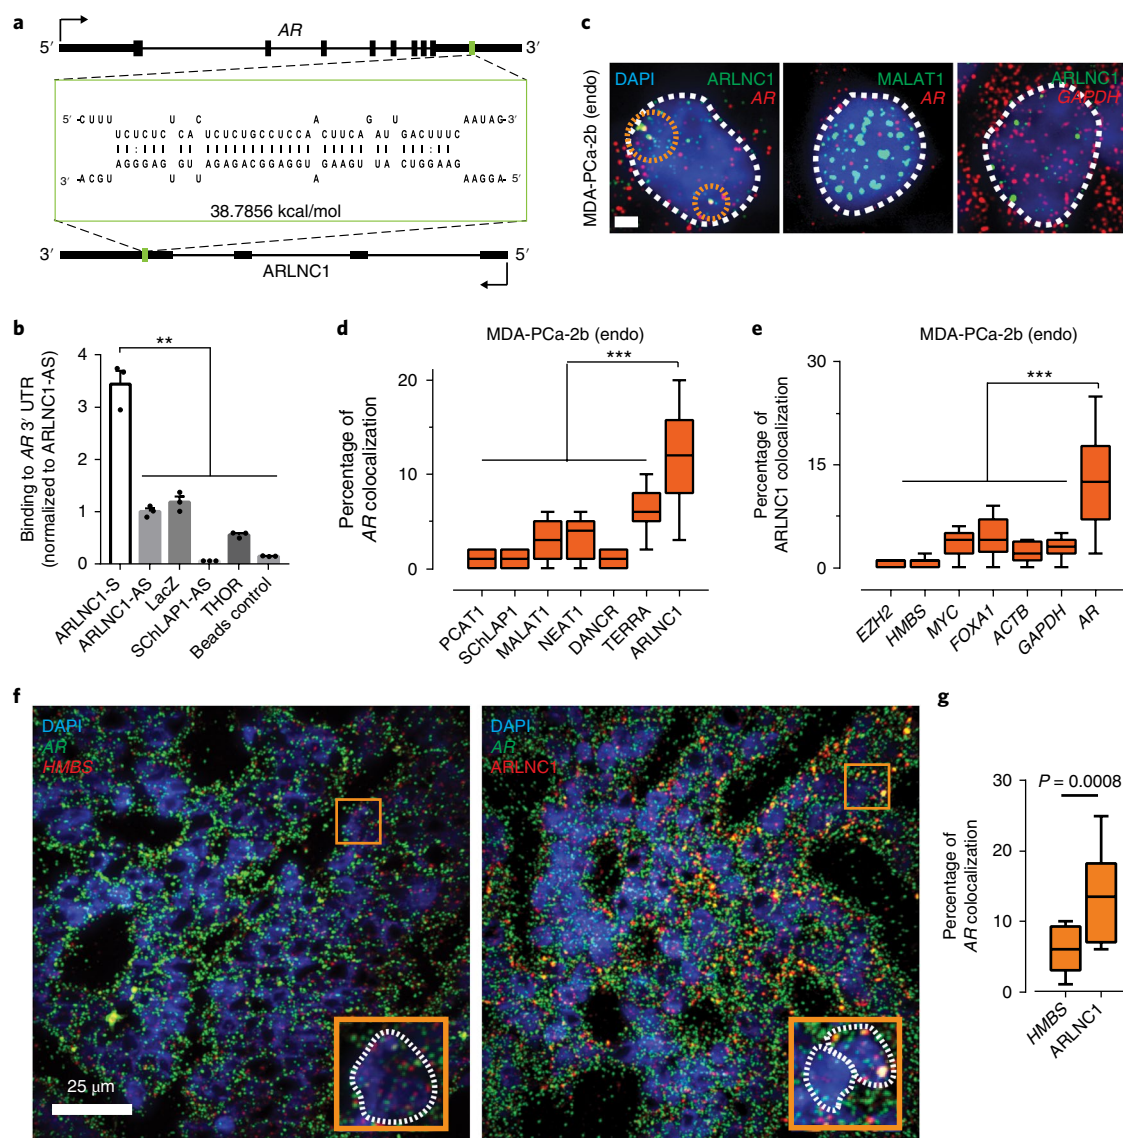 a
AR
5′
3′
5′ -CUUU U C A G U AAUAG-3′
UCUCUC CA UCUCUGCCUCCA CUUCA AU GACUUUC
AGGGAG GU AGAGACGGAGGU GAAGU UA CUGGAAG
3′ -ACGU U U A AAGGA- 5′
38.7856 kcal/mol
3′
5′
ARLNC1
b
Binding to AR 3′ UTR
(normalized to ARLNC1-AS)
**
4
3
2
1
0
ARLNC1-S
ARLNC1-AS
LacZ
SChLAP1-AS
THOR
Beads control
c
MDA-PCa-2b (endo)
DAPI
ARLNC1
AR
MALAT1
AR
ARLNC1
GAPDH
d
MDA-PCa-2b (endo)
Percentage of
AR colocalization
***
20
10
0
PCAT1
SChLAP1
MALAT1
NEAT1
DANCR
TERRA
ARLNC1
e
MDA-PCa-2b (endo)
Percentage of
ARLNC1 colocalization
***
30
15
0
EZH2
HMBS
MYC
FOXA1
ACTB
GAPDH
AR
f
DAPI
AR
HMBS
25 μm
DAPI
AR
ARLNC1
g
Percentage of
AR colocalization
P = 0.0008
30
20
10
0
HMBS
ARLNC1